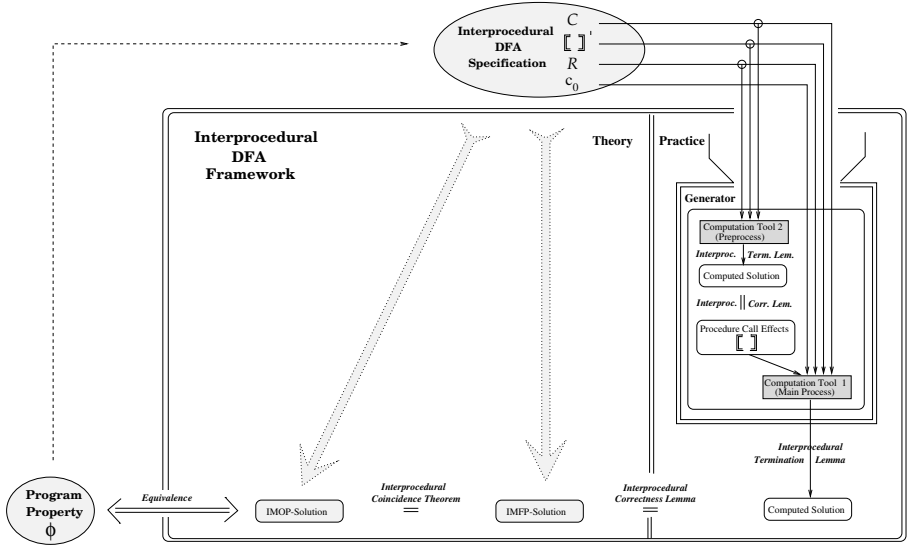 Interprocedural
DFA
Specification
C
⟦ ⟧'
R
c0
Interprocedural
DFA
Framework
Theory
Practice
Generator
Computation Tool 2
(Preprocess)
Interproc. Term. Lem.
Computed Solution
Interproc. Corr. Lem.
Procedure Call Effects
⟦ ⟧
Computation Tool 1
(Main Process)
Interprocedural
Termination Lemma
Computed Solution
Program
Property
ϕ
Equivalence
IMOP-Solution
Interprocedural
Coincidence Theorem
=
IMFP-Solution
Interprocedural
Correctness Lemma
=